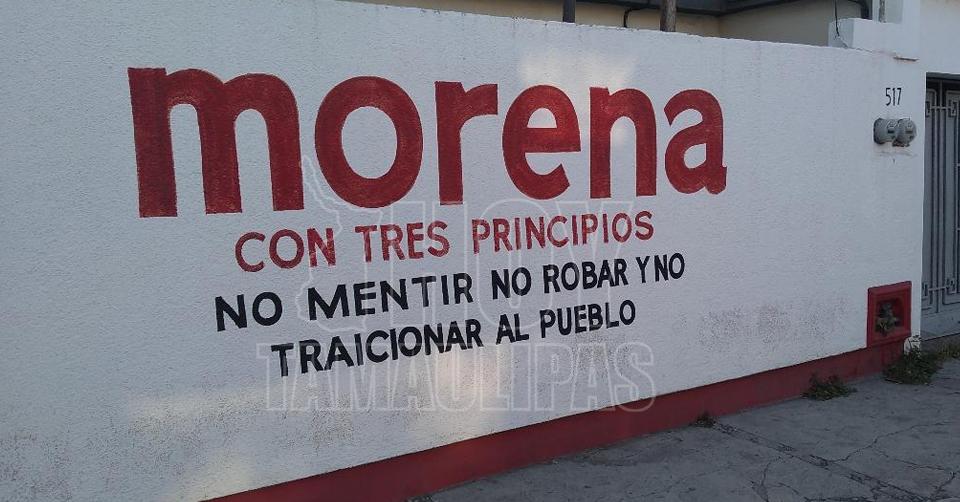 morena
517
CON TRES PRINCIPIOS
NO MENTIR NO ROBAR Y NO
TRAICIONAR AL PUEBLO
HOY
TAMAULIPAS